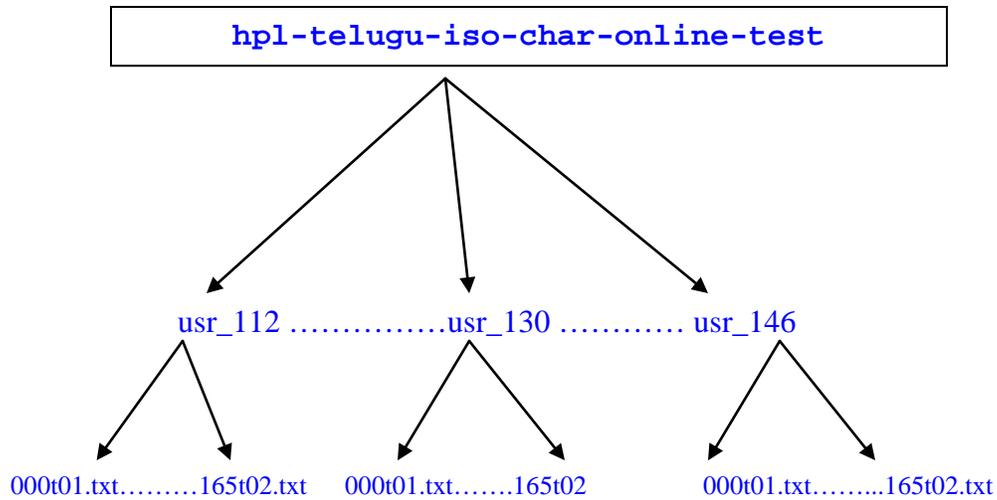 hpl-telugu-iso-char-online-test
usr_112 ……………usr_130 ………… usr_146
000t01.txt………165t02.txt 000t01.txt…….165t02 000t01.txt……..165t02.txt